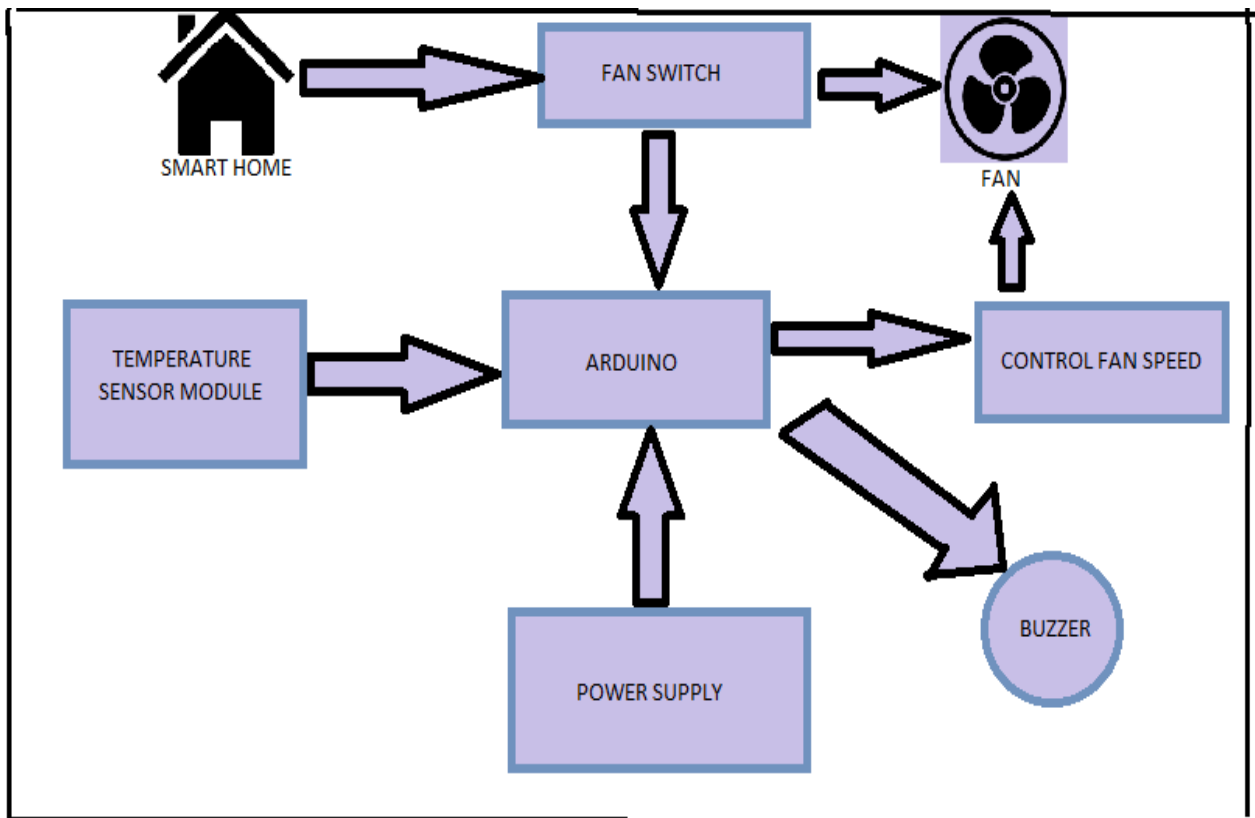 FAN SWITCH
SMART HOME
FAN
TEMPERATURE
SENSOR MODULE
ARDUINO
CONTROL FAN SPEED
BUZZER
POWER SUPPLY